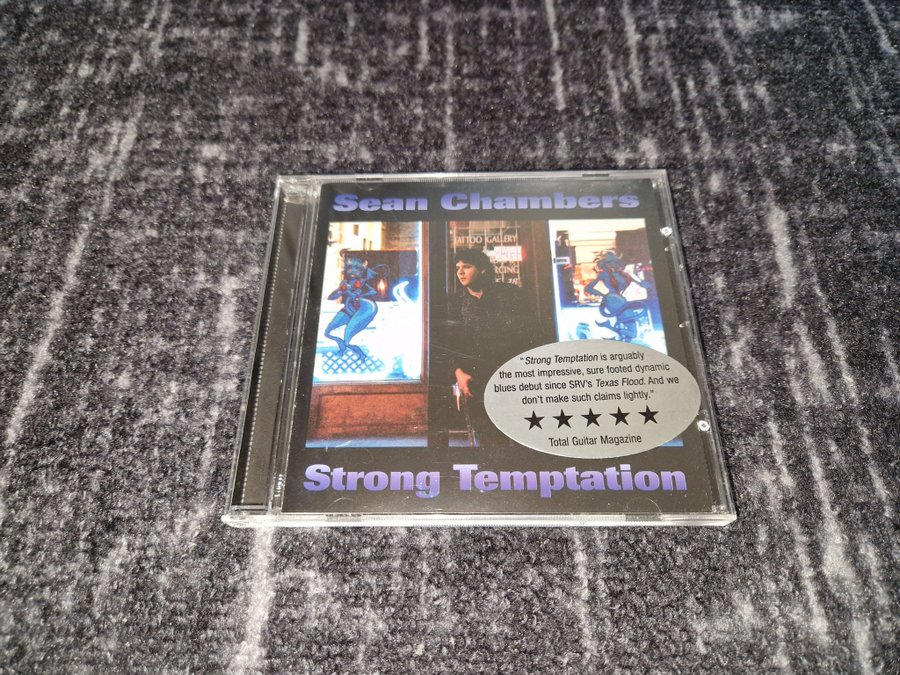 Sean Chambers
TATTOO GALLERY
"Strong Temptation is arguably
the most impressive, sure footed dynamic
blues debut since SRV's Texas Flood. And we
don't make such claims lightly."
★★★★★
Total Guitar Magazine
Strong Temptation